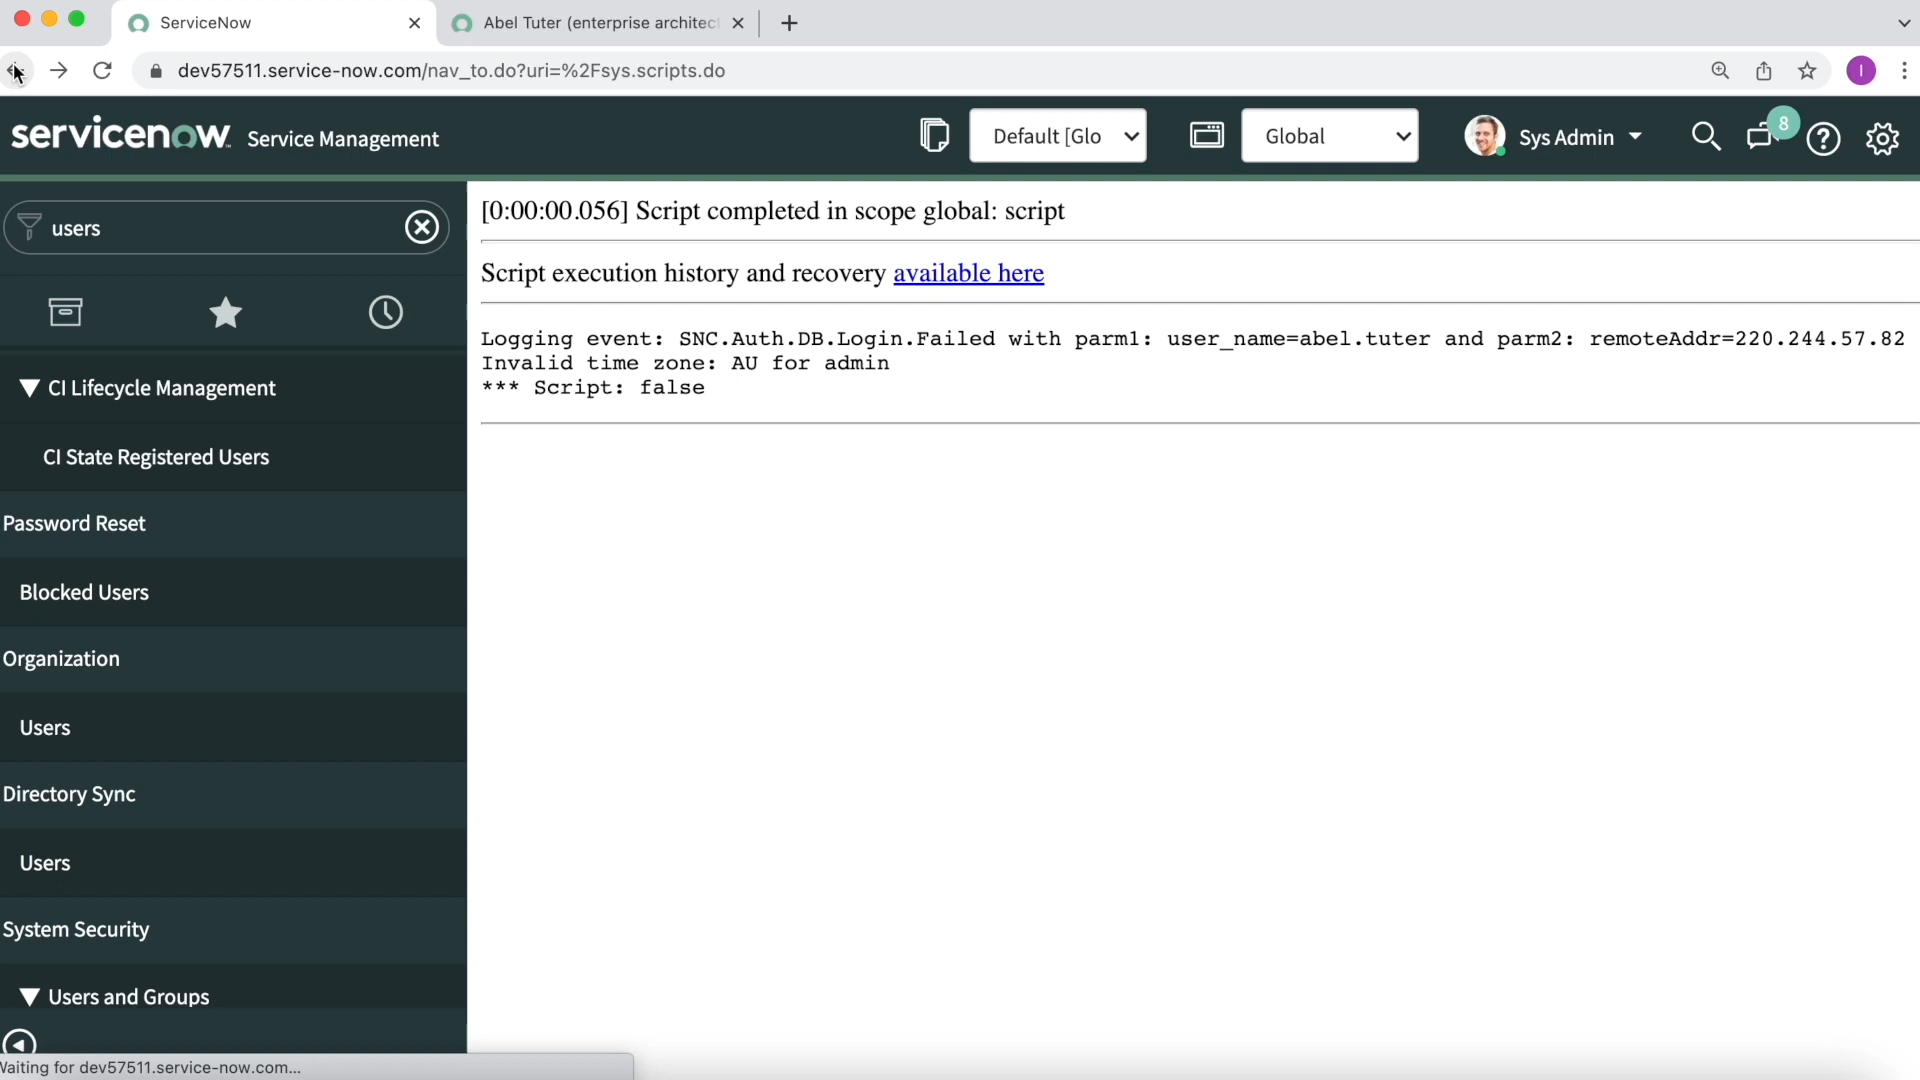 ServiceNow
Abel Tuter (enterprise architect
dev57511.service-now.com/nav_to.do?uri=%2Fsys.scripts.do
I
servicenow Service Management
Default [Glo
Global
Sys Admin
8
users
[0:00:00.056] Script completed in scope global: script
Script execution history and recovery available here
Logging event: SNC.Auth.DB.Login.Failed with parm1: user_name=abel.tuter and parm2: remoteAddr=220.244.57.82
Invalid time zone: AU for admin
*** Script: false
CI Lifecycle Management
CI State Registered Users
Password Reset
Blocked Users
Organization
Users
Directory Sync
Users
System Security
Users and Groups
Waiting for dev57511.service-now.com...